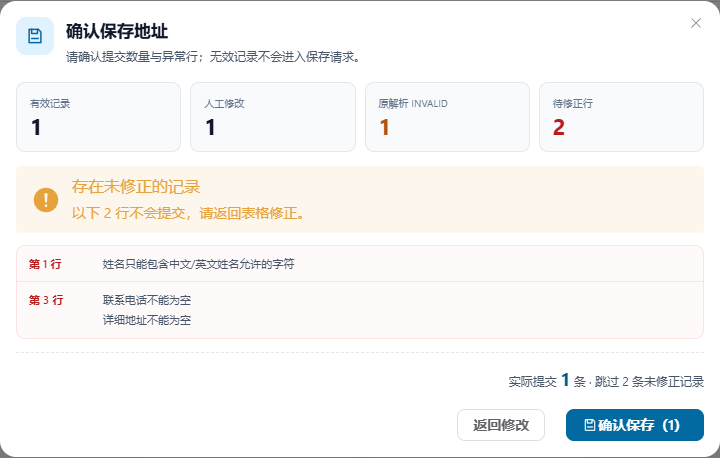 确认保存地址
请确认提交数量与异常行；无效记录不会进入保存请求。
有效记录
1
人工修改
1
原解析 INVALID
1
待修正行
2
存在未修正的记录
以下 2 行不会提交，请返回表格修正。
第 1 行 姓名只能包含中文/英文姓名允许的字符
第 3 行 联系电话不能为空
详细地址不能为空
实际提交 1 条 · 跳过 2 条未修正记录
返回修改
确认保存（1）